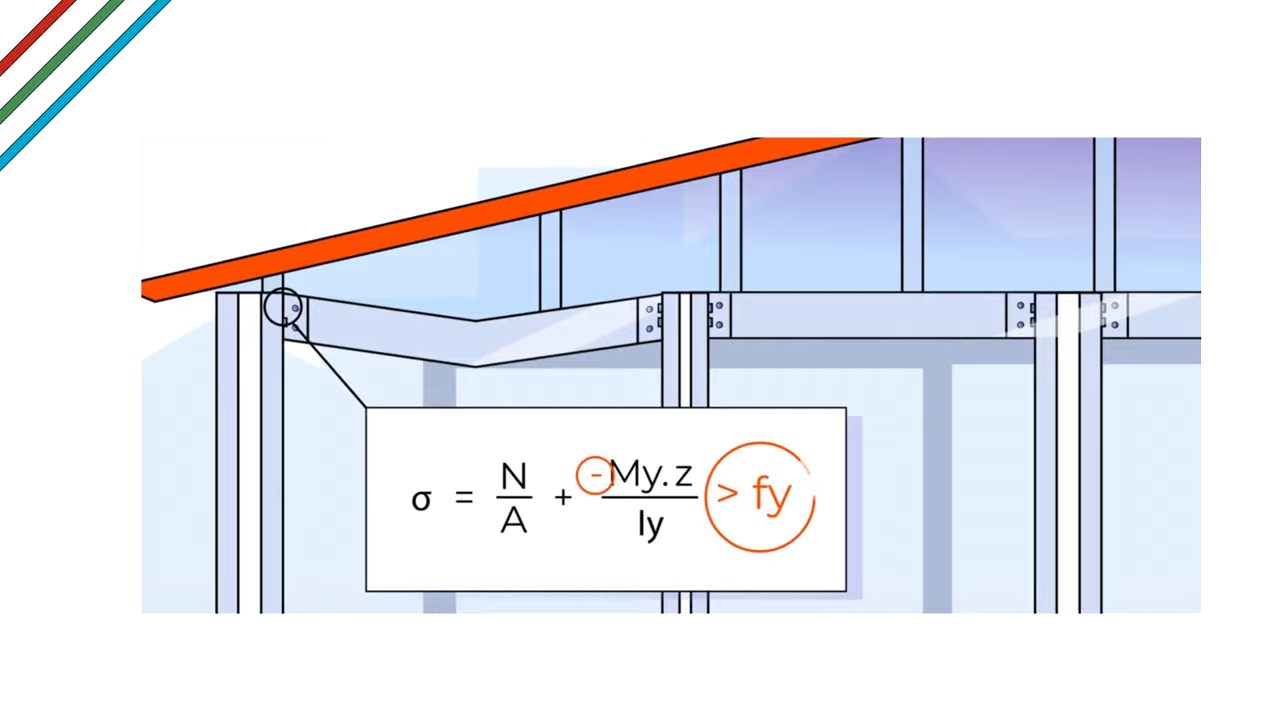 σ = N/A + -My.z/Iy > fy